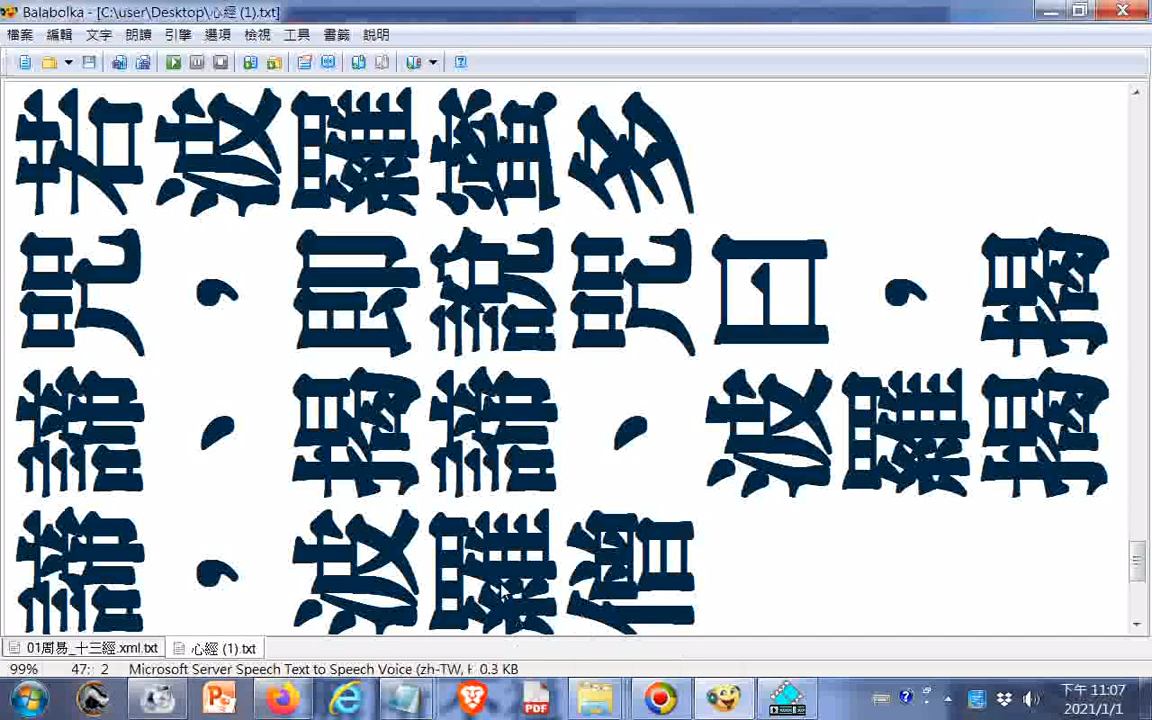 Balabolka - [C:\user\Desktop\心經 (1).txt]
檔案 編輯 文字 朗讀 引擎 選項 檢視 工具 書籤 說明
若波羅蜜多
咒，即說咒曰，揭
諦、揭諦、波羅揭
諦，波羅僧
01周易_十三經.xml.txt 心經 (1).txt
99% 47: 2 Microsoft Server Speech Text to Speech Voice (zh-TW, H 0.3 KB
PDF
下午 11:07
2021/1/1